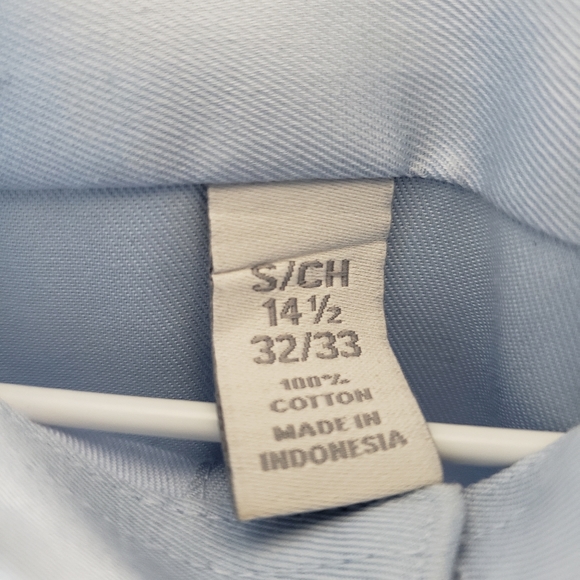 S/CH
14 ½
32/33
100%
COTTON
MADE IN
INDONESIA